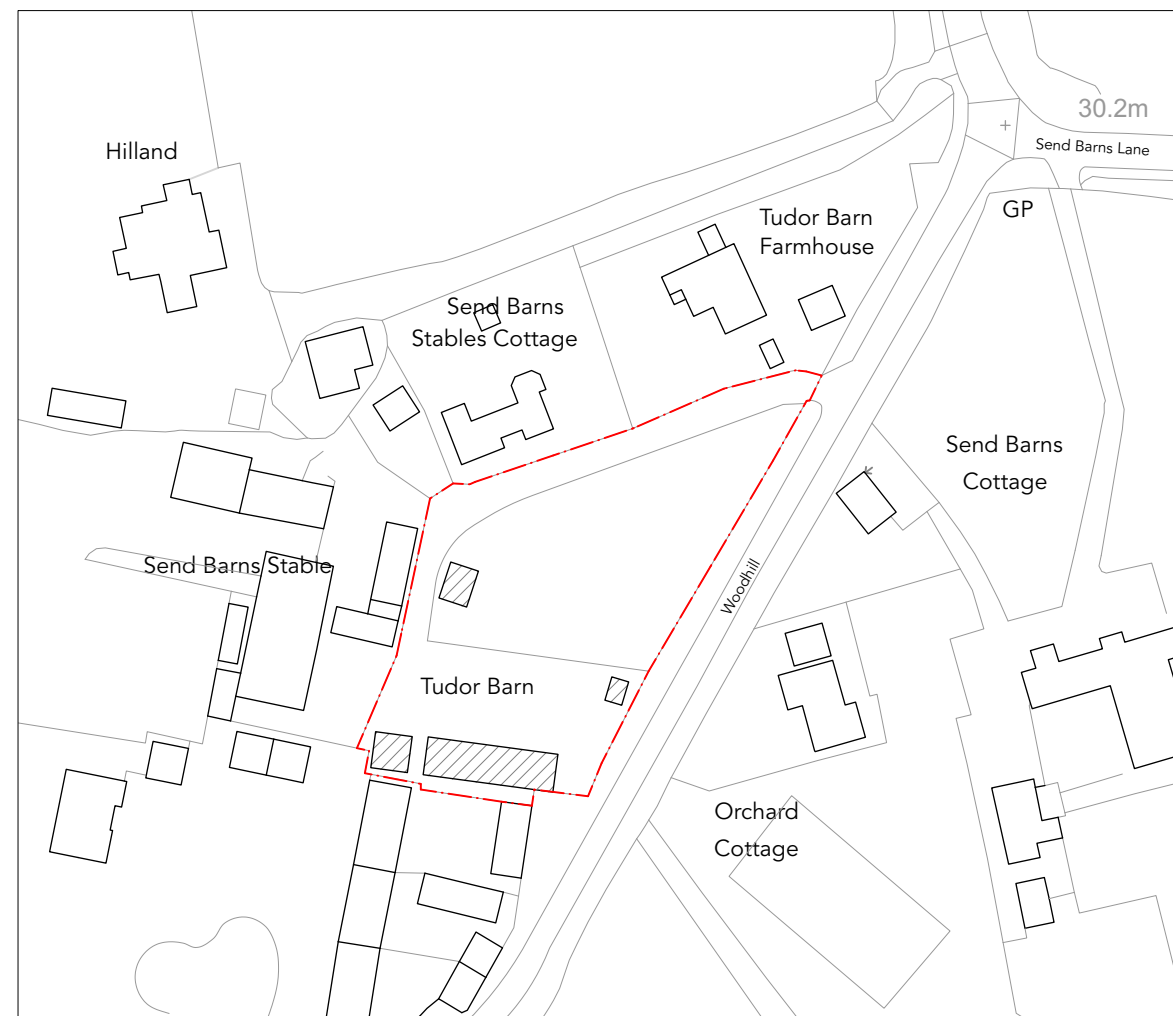 30.2m
Send Barns Lane
Hilland
Tudor Barn
Farmhouse
GP
Send Barns
Stables Cottage
Send Barns
Cottage
Send Barns Stable
Woodhill
Tudor Barn
Orchard
Cottage